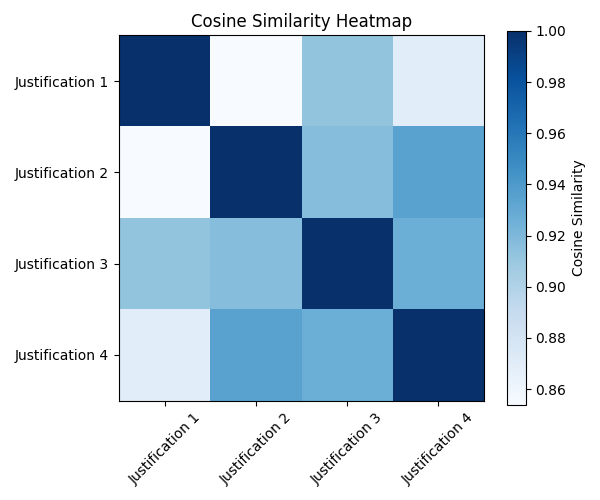 Cosine Similarity Heatmap
Justification 1
Justification 2
Justification 3
Justification 4
Justification 1
Justification 2
Justification 3
Justification 4
1.00
0.98
0.96
0.94
0.92
0.90
0.88
0.86
Cosine Similarity